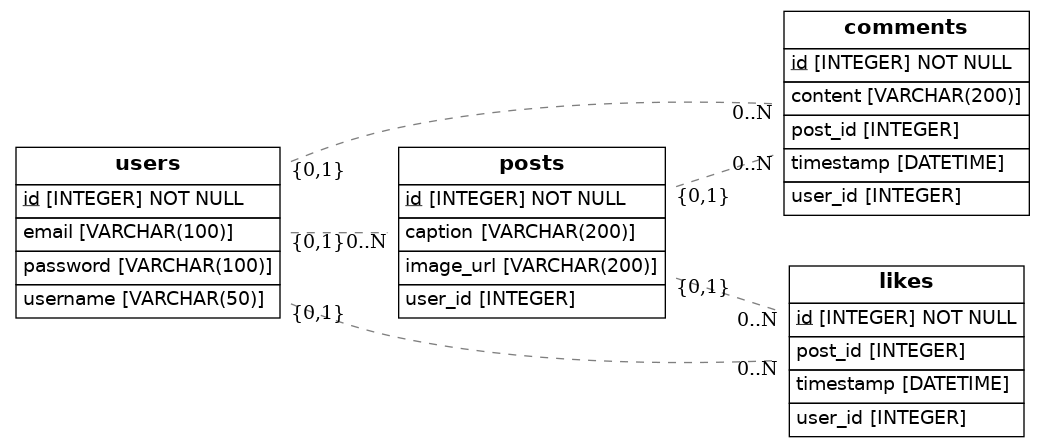 users
id [INTEGER] NOT NULL
email [VARCHAR(100)]
password [VARCHAR(100)]
username [VARCHAR(50)]
{0,1}
{0,1}
{0,1}
0..N
posts
id [INTEGER] NOT NULL
caption [VARCHAR(200)]
image_url [VARCHAR(200)]
user_id [INTEGER]
{0,1}
{0,1}
0..N
0..N
comments
id [INTEGER] NOT NULL
content [VARCHAR(200)]
post_id [INTEGER]
timestamp [DATETIME]
user_id [INTEGER]
0..N
0..N
likes
id [INTEGER] NOT NULL
post_id [INTEGER]
timestamp [DATETIME]
user_id [INTEGER]